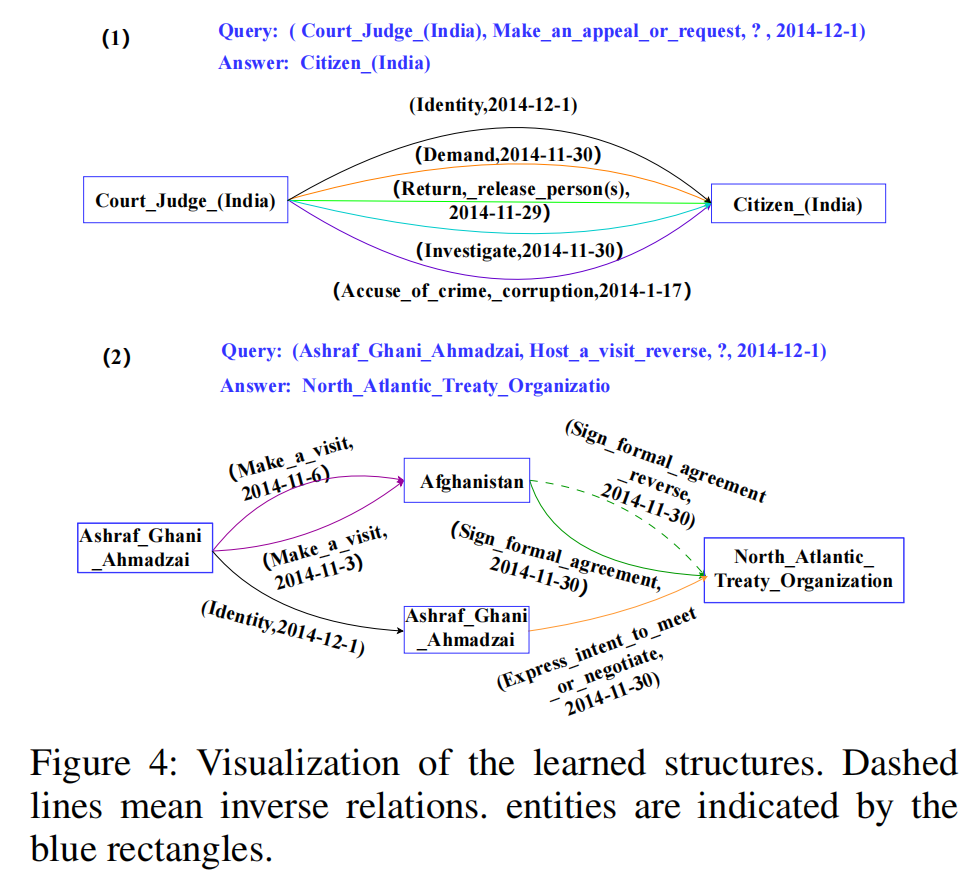 (1)
Query: ( Court_Judge_(India), Make_an_appeal_or_request, ? , 2014-12-1)
Answer: Citizen_(India)
(Identity,2014-12-1)
(Demand,2014-11-30)
(Return,_release_person(s),
2014-11-29)
Court_Judge_(India)
Citizen_(India)
(Investigate,2014-11-30)
(Accuse_of_crime,_corruption,2014-1-17)
(2)
Query: (Ashraf_Ghani_Ahmadzai, Host_a_visit_reverse, ?, 2014-12-1)
Answer: North_Atlantic_Treaty_Organizatio
(Make_a_visit,
2014-11-6)
(Sign_formal_agreement
_reverse,
2014-11-30)
Afghanistan
Ashraf_Ghani
_Ahmadzai
(Make_a_visit,
2014-11-3)
(Sign_formal_agreement,
2014-11-30)
North_Atlantic_
Treaty_Organization
(Identity,2014-12-1)
Ashraf_Ghani
_Ahmadzai
(Express_intent_to_meet
_or_negotiate,
2014-11-30)
Figure 4: Visualization of the learned structures. Dashed
lines mean inverse relations. entities are indicated by the
blue rectangles.